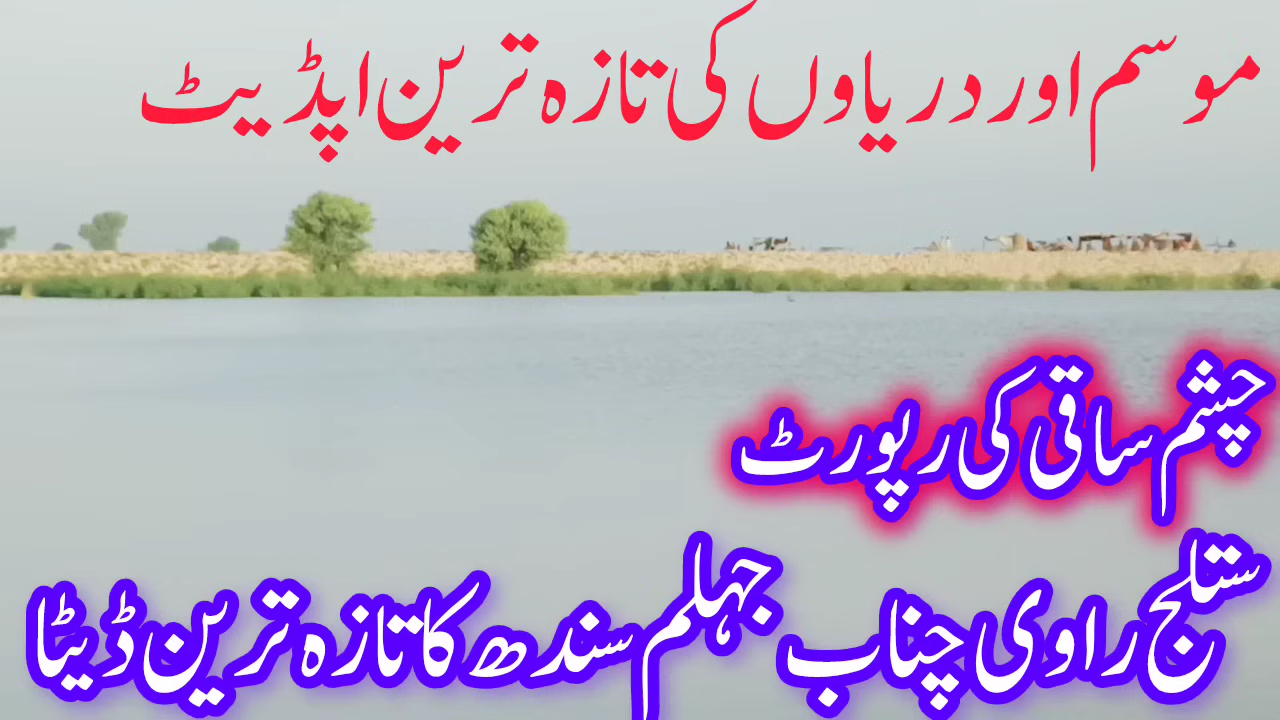 موسم اور دریاوں کی تازہ ترین اپڈیٹ
چشم ساقی کی رپورٹ
ستلج راوی چناب جہلم سندھ کا تازہ ترین ڈیٹا